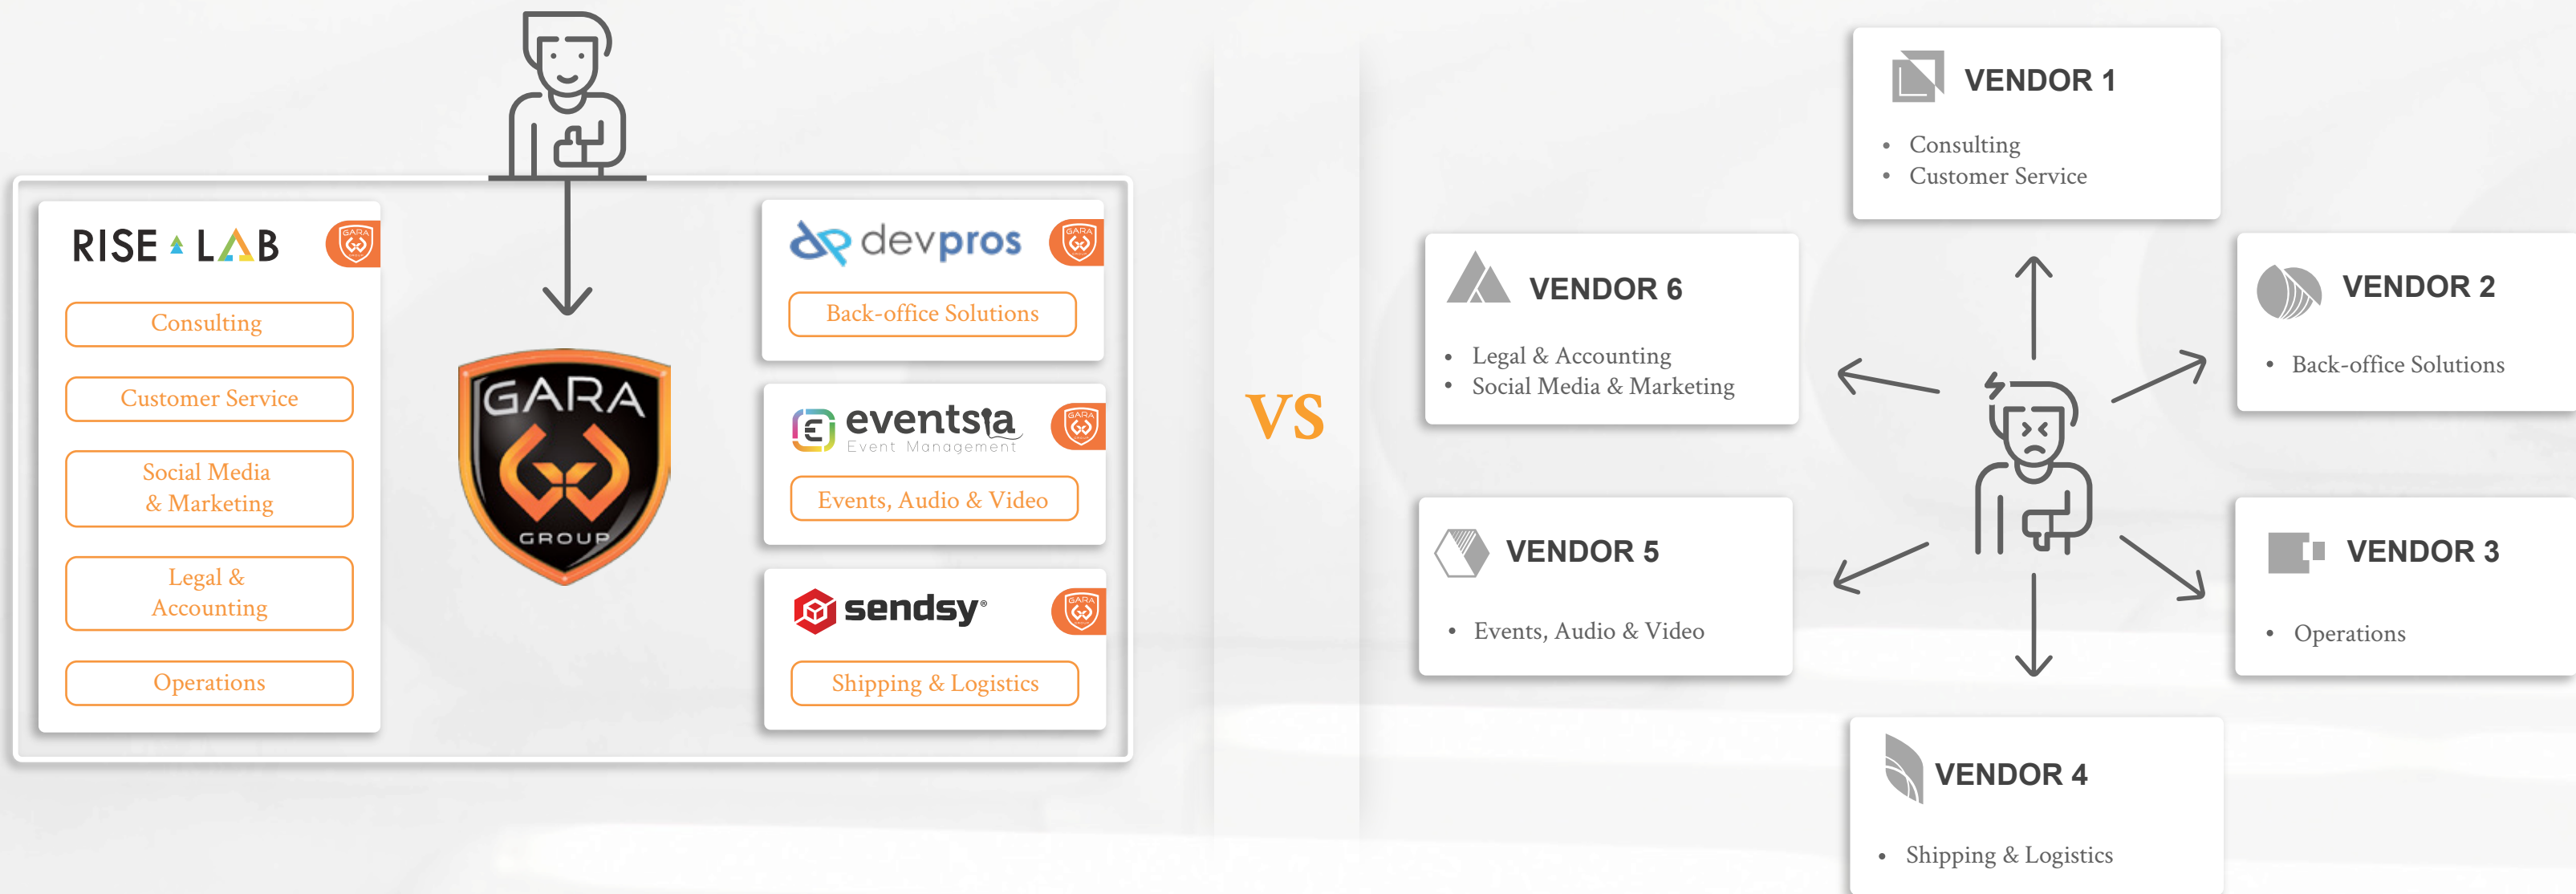 RISE LAB
GARA
Consulting
Customer Service
Social Media
& Marketing
Legal &
Accounting
Operations
GARA
GROUP
devpros
GARA
Back-office Solutions
eventsia
Event Management
GARA
Events, Audio & Video
sendsy®
GARA
Shipping & Logistics
VS
VENDOR 1
• Consulting
• Customer Service
VENDOR 6
• Legal & Accounting
• Social Media & Marketing
VENDOR 2
• Back-office Solutions
VENDOR 5
• Events, Audio & Video
VENDOR 3
• Operations
VENDOR 4
• Shipping & Logistics